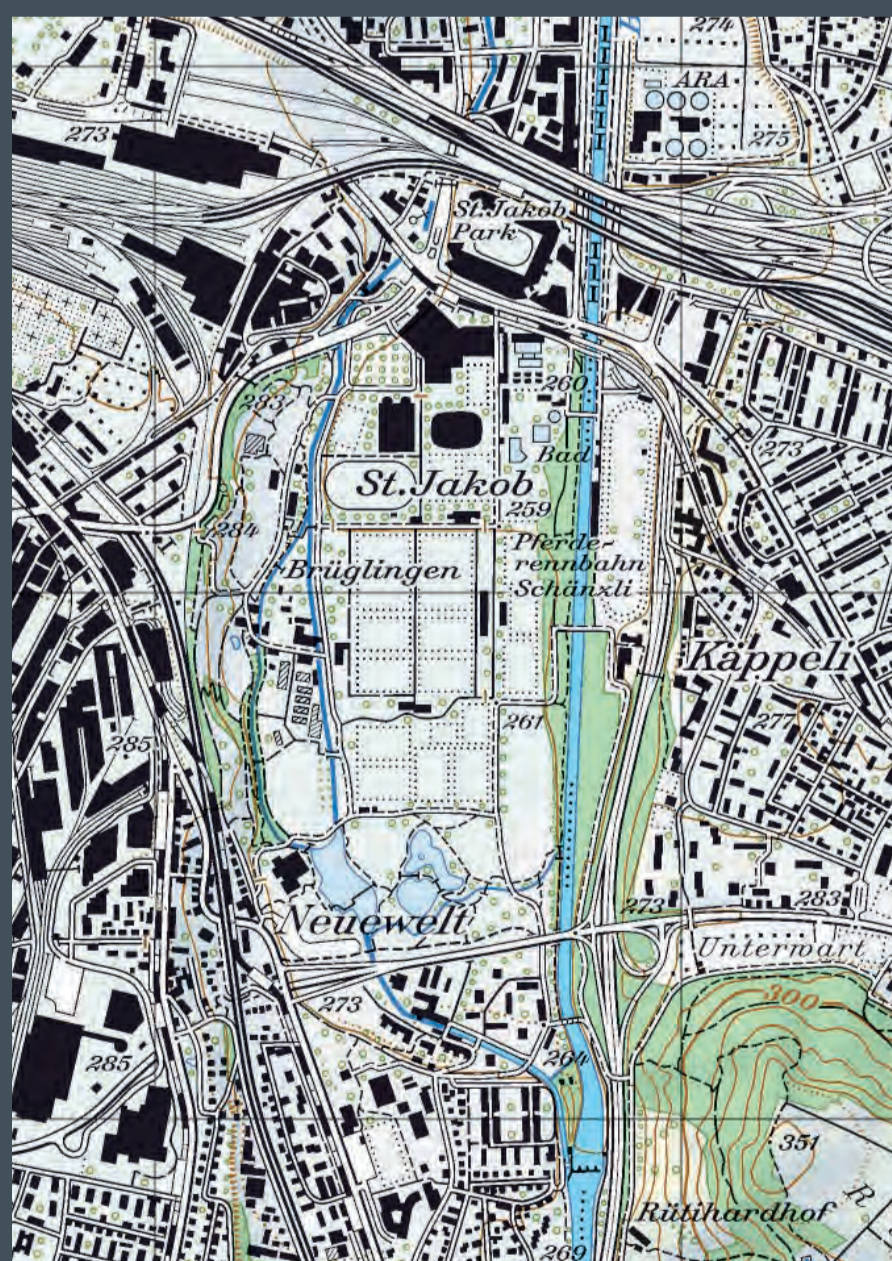 B
274
ARA
273
275
St.Jakob
Park
283
260
Bad
273
St.Jakob
259
284
Pferde-
rennbahn
Schänzli
Brüglingen
Käppeli
261
277
285
Neuewelt
273
283
Unterwart
300
273
264
285
351
R
Rütihardhof
269